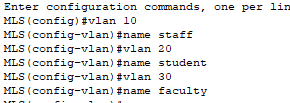 Enter configuration commands, one per lin
MLS(config)#vlan 10
MLS(config-vlan)#name staff
MLS(config-vlan)#vlan 20
MLS(config-vlan)#name student
MLS(config-vlan)#vlan 30
MLS(config-vlan)#name faculty